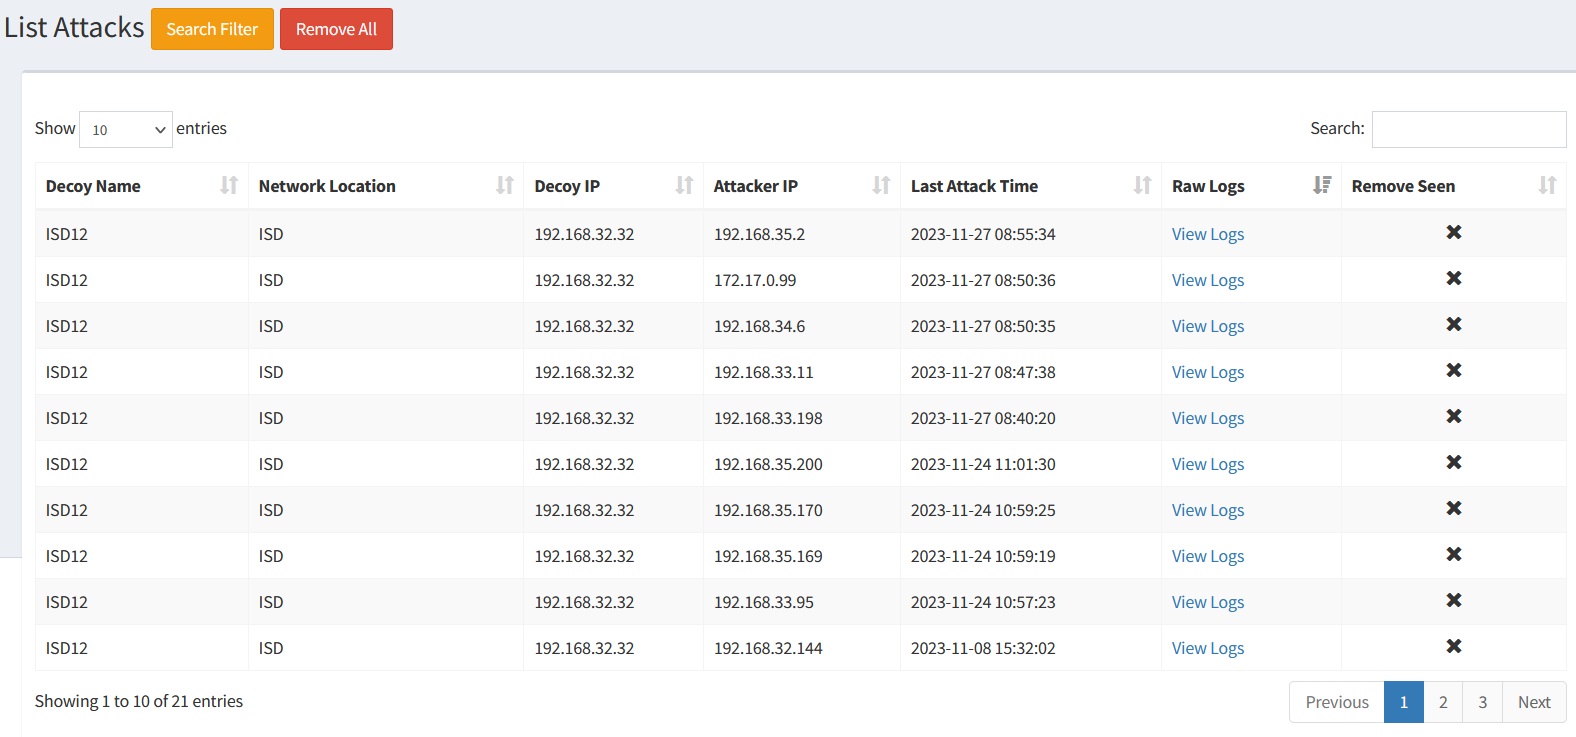 List Attacks Search Filter Remove All
Show 10 entries Search:
Decoy Name Network Location Decoy IP Attacker IP Last Attack Time Raw Logs Remove Seen
ISD12 ISD 192.168.32.32 192.168.35.2 2023-11-27 08:55:34 View Logs
ISD12 ISD 192.168.32.32 172.17.0.99 2023-11-27 08:50:36 View Logs
ISD12 ISD 192.168.32.32 192.168.34.6 2023-11-27 08:50:35 View Logs
ISD12 ISD 192.168.32.32 192.168.33.11 2023-11-27 08:47:38 View Logs
ISD12 ISD 192.168.32.32 192.168.33.198 2023-11-27 08:40:20 View Logs
ISD12 ISD 192.168.32.32 192.168.35.200 2023-11-24 11:01:30 View Logs
ISD12 ISD 192.168.32.32 192.168.35.170 2023-11-24 10:59:25 View Logs
ISD12 ISD 192.168.32.32 192.168.35.169 2023-11-24 10:59:19 View Logs
ISD12 ISD 192.168.32.32 192.168.33.95 2023-11-24 10:57:23 View Logs
ISD12 ISD 192.168.32.32 192.168.32.144 2023-11-08 15:32:02 View Logs
Showing 1 to 10 of 21 entries Previous 1 2 3 Next